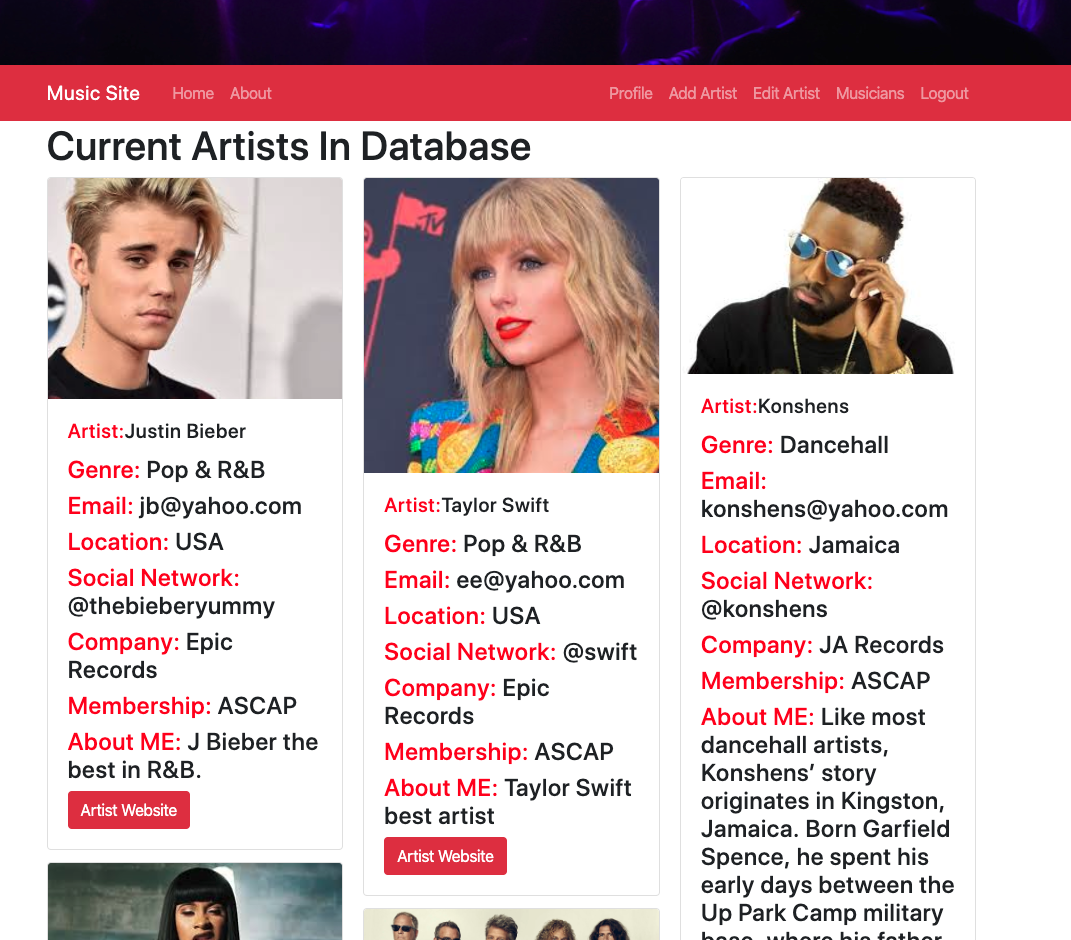 Music Site Home About Profile Add Artist Edit Artist Musicians Logout
Current Artists In Database
Artist:Justin Bieber
Genre: Pop & R&B
Email: jb@yahoo.com
Location: USA
Social Network:
@thebieberyummy
Company: Epic
Records
Membership: ASCAP
About ME: J Bieber the
best in R&B.
Artist Website
MTV
Artist:Taylor Swift
Genre: Pop & R&B
Email: ee@yahoo.com
Location: USA
Social Network: @swift
Company: Epic
Records
Membership: ASCAP
About ME: Taylor Swift
best artist
Artist Website
Artist:Konshens
Genre: Dancehall
Email:
konshens@yahoo.com
Location: Jamaica
Social Network:
@konshens
Company: JA Records
Membership: ASCAP
About ME: Like most
dancehall artists,
Konshens’ story
originates in Kingston,
Jamaica. Born Garfield
Spence, he spent his
early days between the
Up Park Camp military
base, where his father